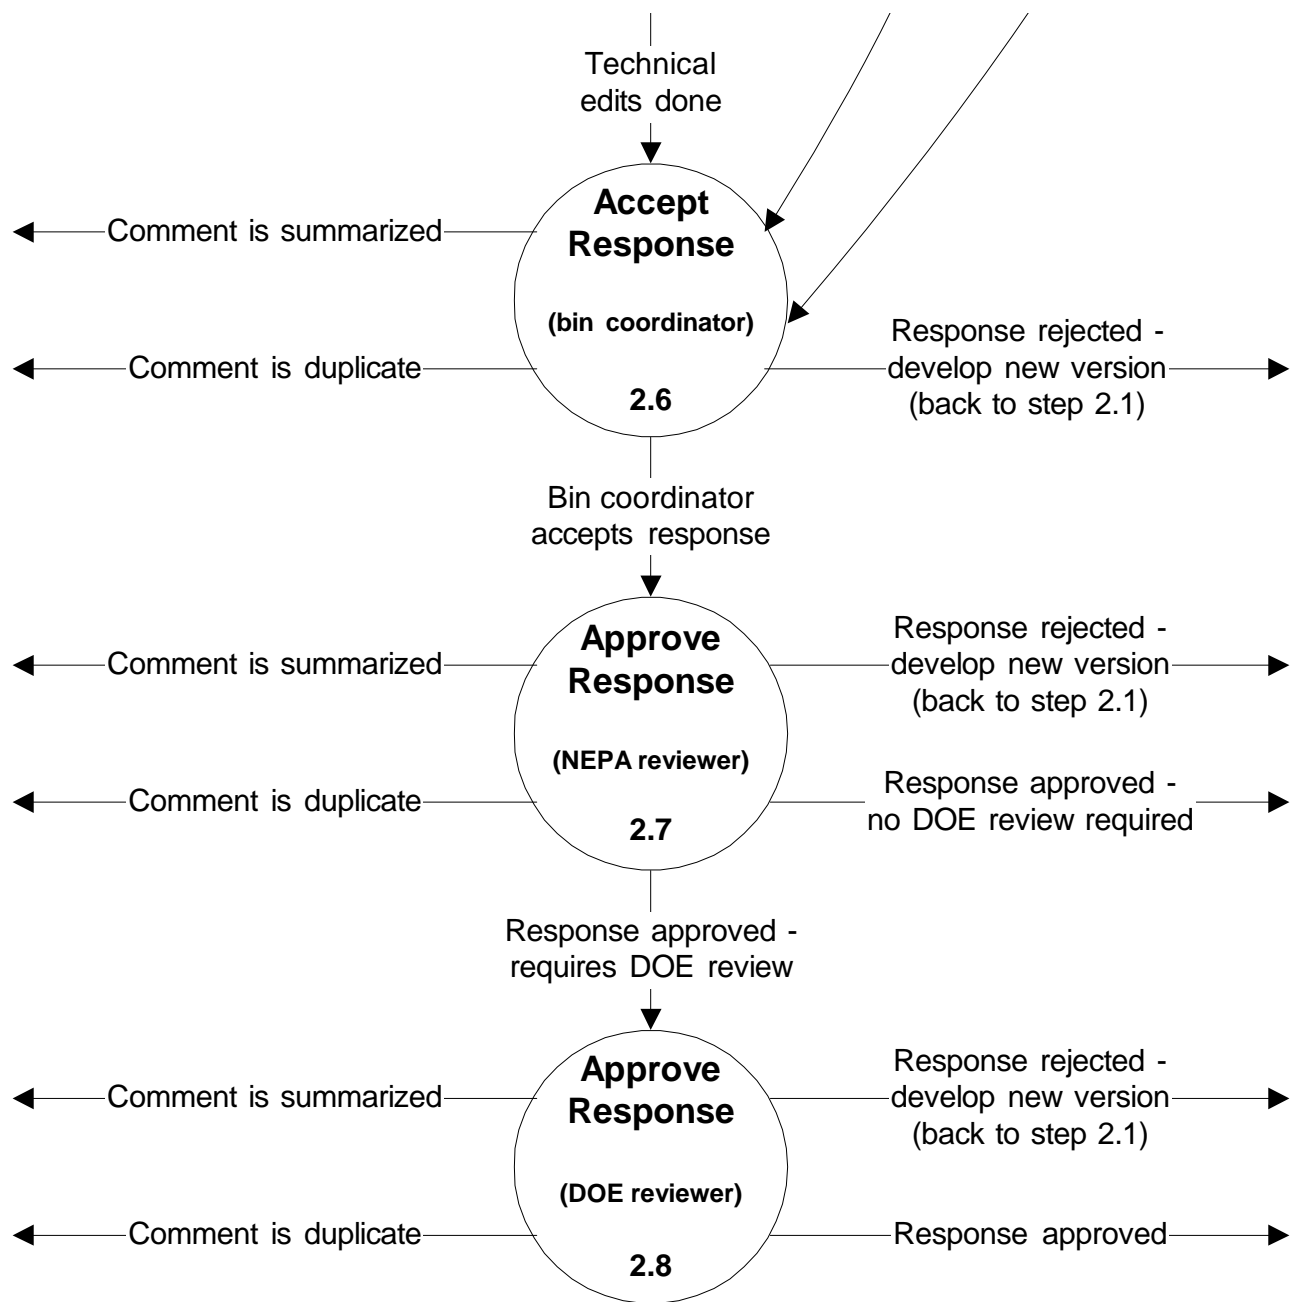 Technical
edits done
Accept
Response
(bin coordinator)
2.6
Comment is summarized
Comment is duplicate
Response rejected -
develop new version
(back to step 2.1)
Bin coordinator
accepts response
Approve
Response
(NEPA reviewer)
2.7
Comment is summarized
Comment is duplicate
Response rejected -
develop new version
(back to step 2.1)
Response approved -
no DOE review required
Response approved -
requires DOE review
Approve
Response
(DOE reviewer)
2.8
Comment is summarized
Comment is duplicate
Response rejected -
develop new version
(back to step 2.1)
Response approved